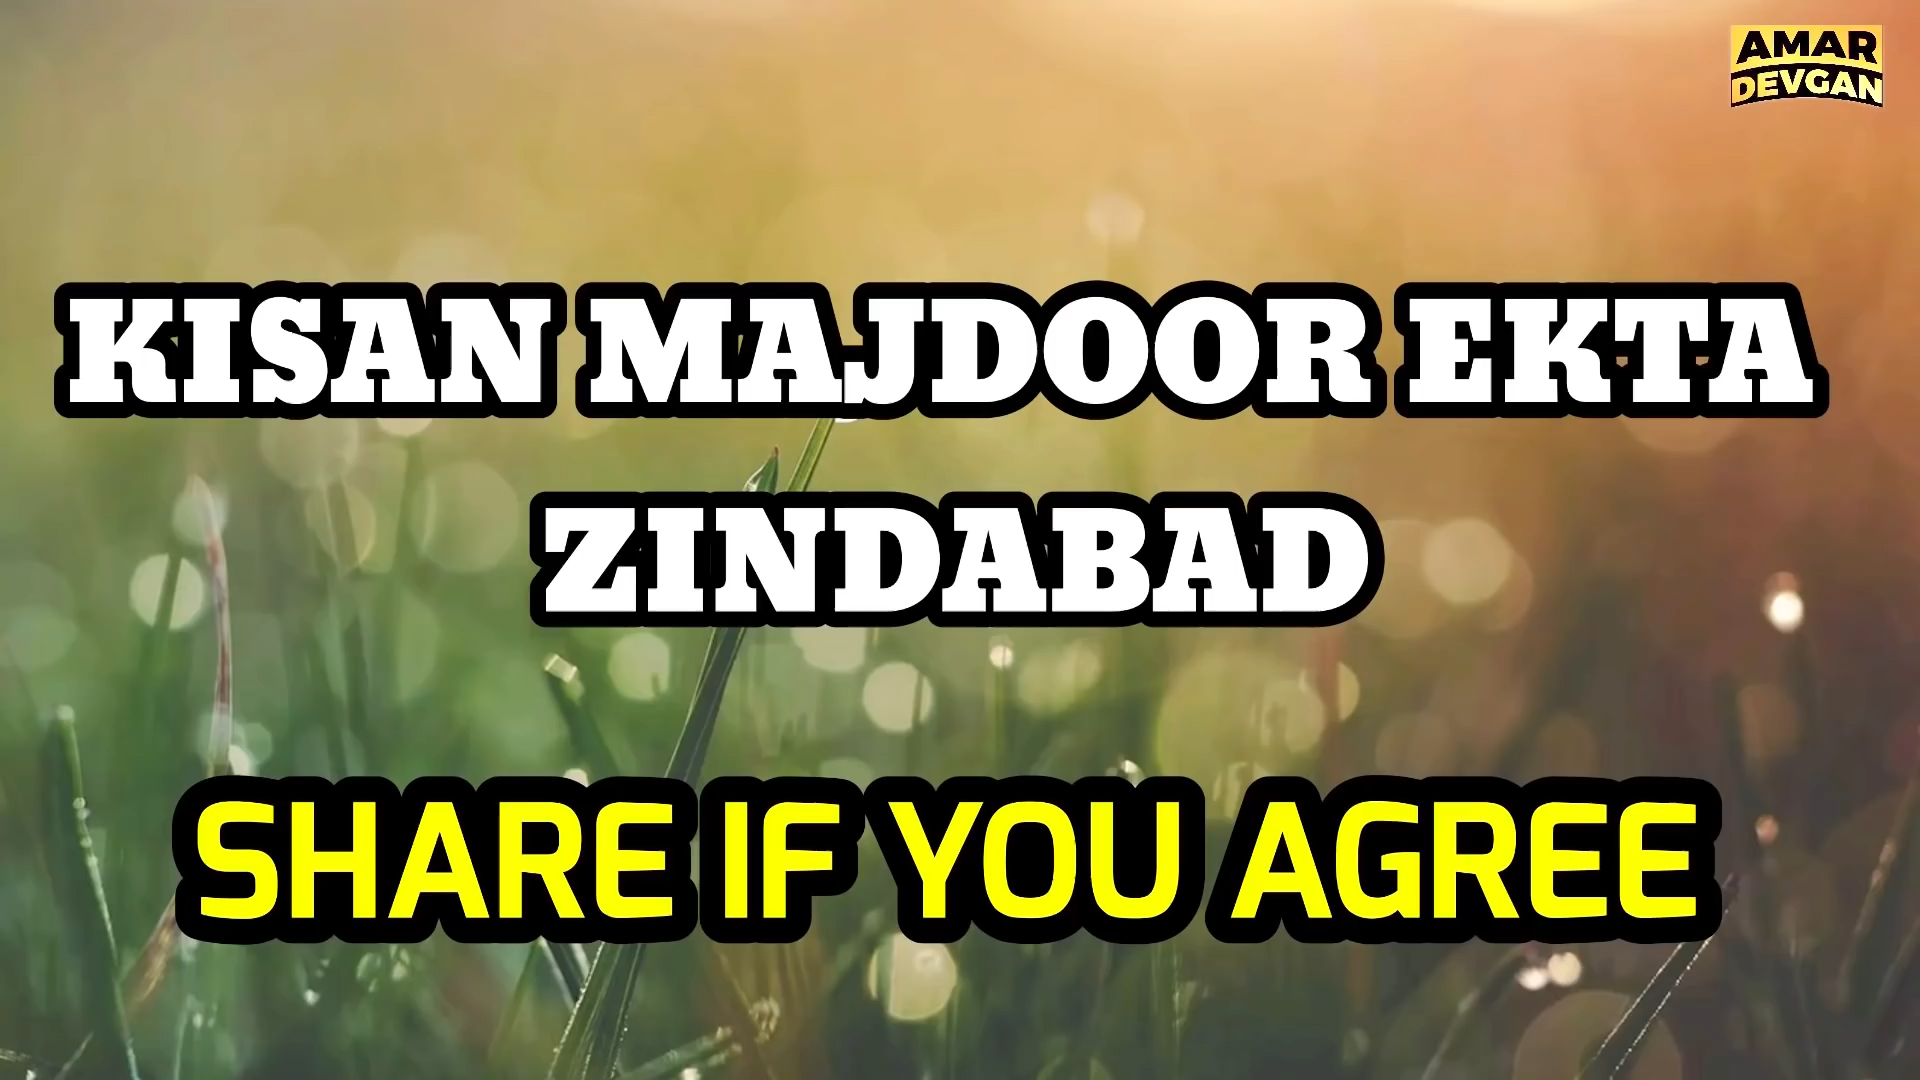 AMAR
DEVGAN
KISAN MAJDOOR EKTA
ZINDABAD
SHARE IF YOU AGREE